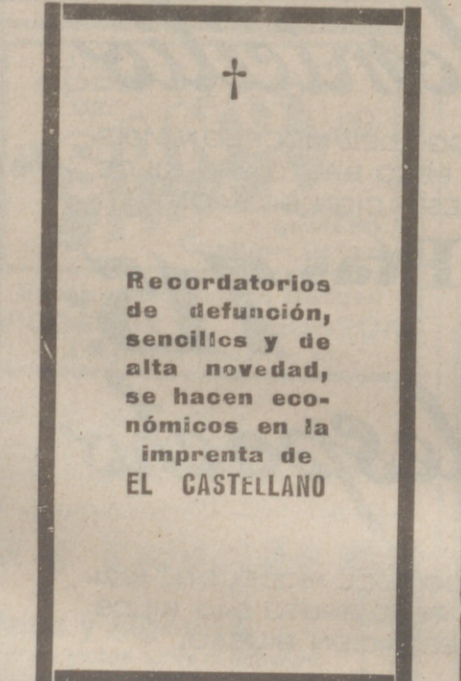 †
Recordatorios
de defunción,
sencillos y de
alta novedad,
se hacen eco-
nómicos en la
imprenta de
EL CASTELLANO